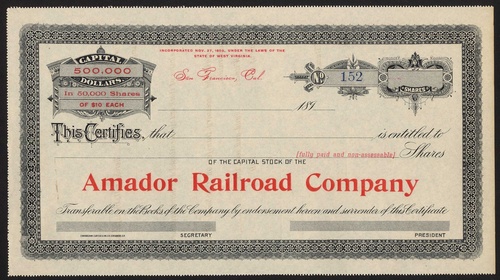 INCORPORATED NOV. 27, 1893, UNDER THE LAWS OF THE
STATE OF WEST VIRGINIA.
CAPITAL
500.000
DOLLARS
In 50,000 Shares
OF $10 EACH
San Francisco, Cal.
No 152
SHARES
189
This Certifies, that
is entitled to
[fully paid and non-assessable] Shares
OF THE CAPITAL STOCK OF THE
Amador Railroad Company
Transferable on the Books of the Company by endorsement hereon and surrender of this Certificate
SECRETARY
PRESIDENT